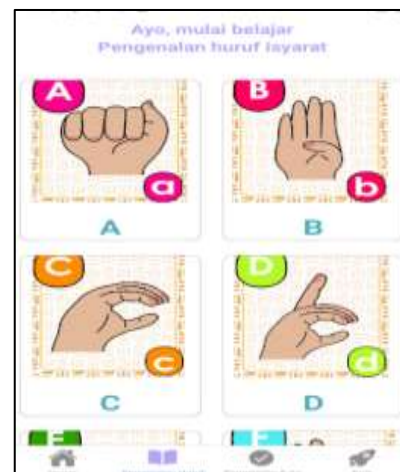 Ayo, mulai belajar
Pengenalan huruf isyarat
A B
a b
A B
C D
c d
C D
E F